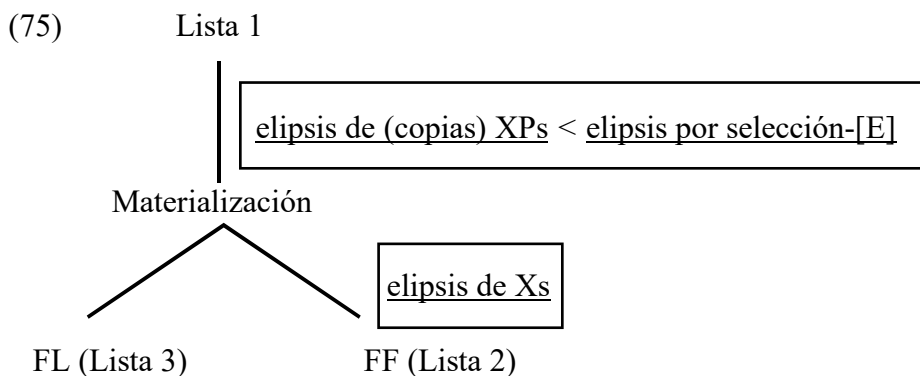 (75) Lista 1
elipsis de (copias) XPs < elipsis por selección-[E]
Materialización
elipsis de Xs
FL (Lista 3) FF (Lista 2)